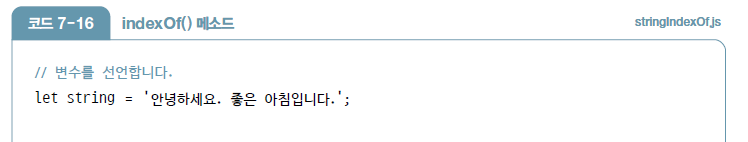 코드 7-16 indexOf() 메소드 stringIndexOf.js
// 변수를 선언합니다.
let string = '안녕하세요. 좋은 아침입니다.';